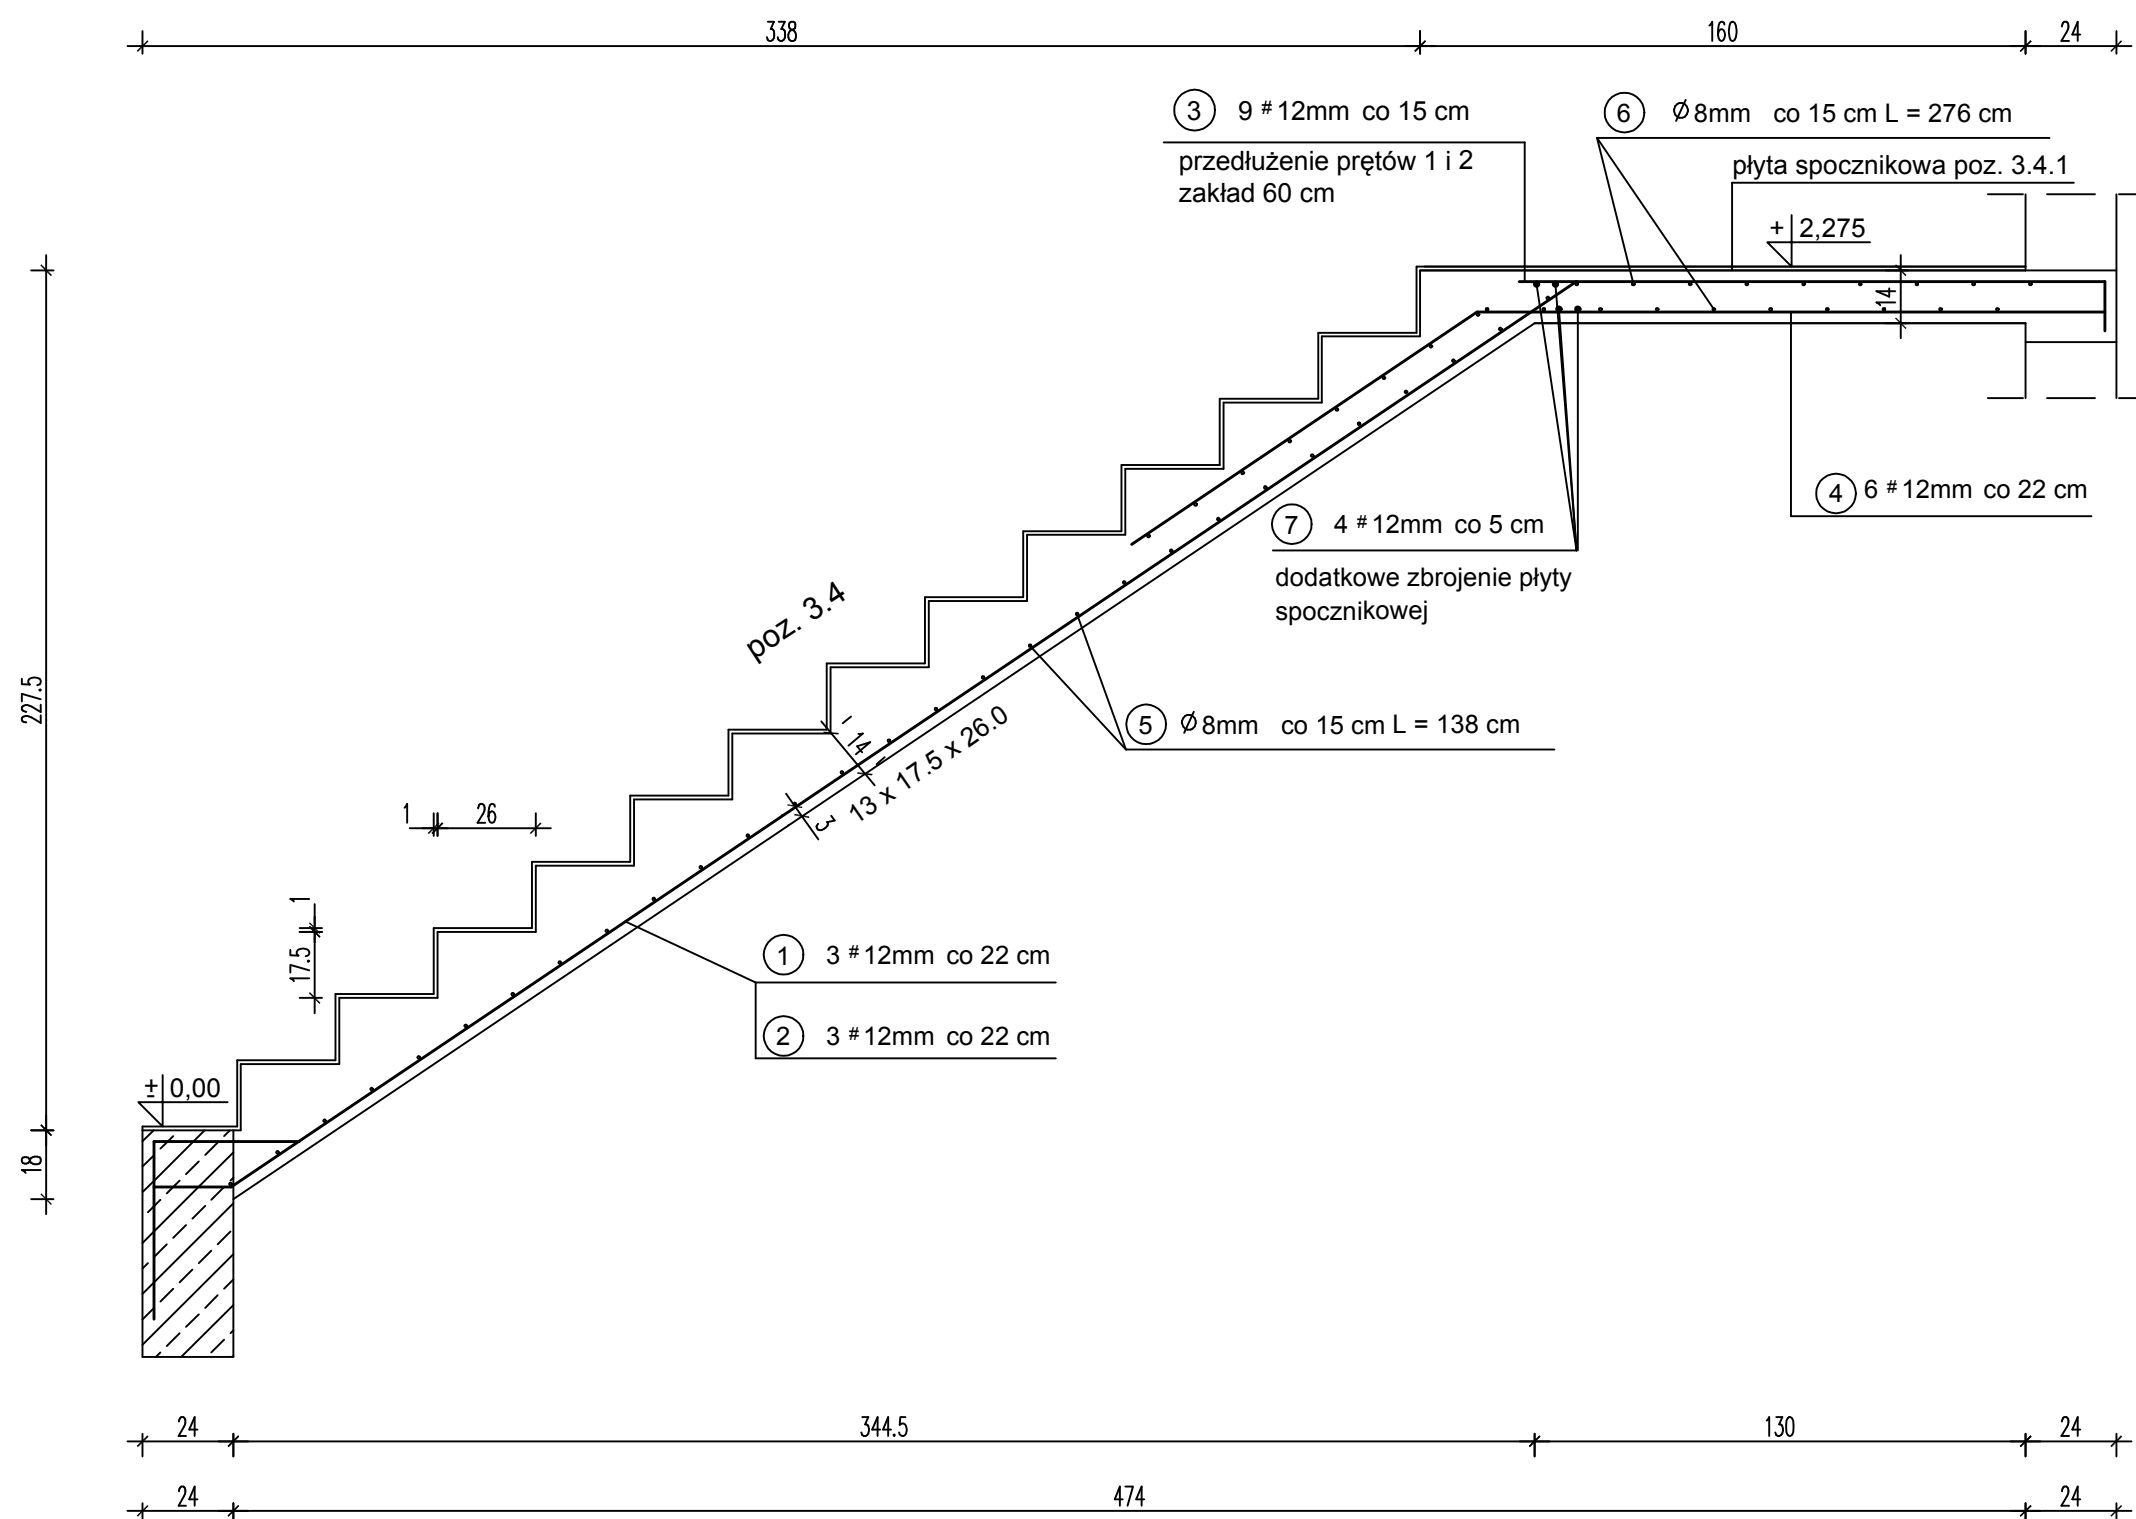 338
160
24
3 9 # 12mm co 15 cm
przedłużenie prętów 1 i 2
zakład 60 cm
6 Ø 8mm co 15 cm L = 276 cm
płyta spocznikowa poz. 3.4.1
+ 2,275
14
4 6 # 12mm co 22 cm
7 4 # 12mm co 5 cm
dodatkowe zbrojenie płyty
spocznikowej
poz. 3.4
227.5
14
13 x 17.5 x 26.0
3
5 Ø 8mm co 15 cm L = 138 cm
1
26
1
17.5
1 3 # 12mm co 22 cm
2 3 # 12mm co 22 cm
± 0,00
18
24
344.5
130
24
24
474
24